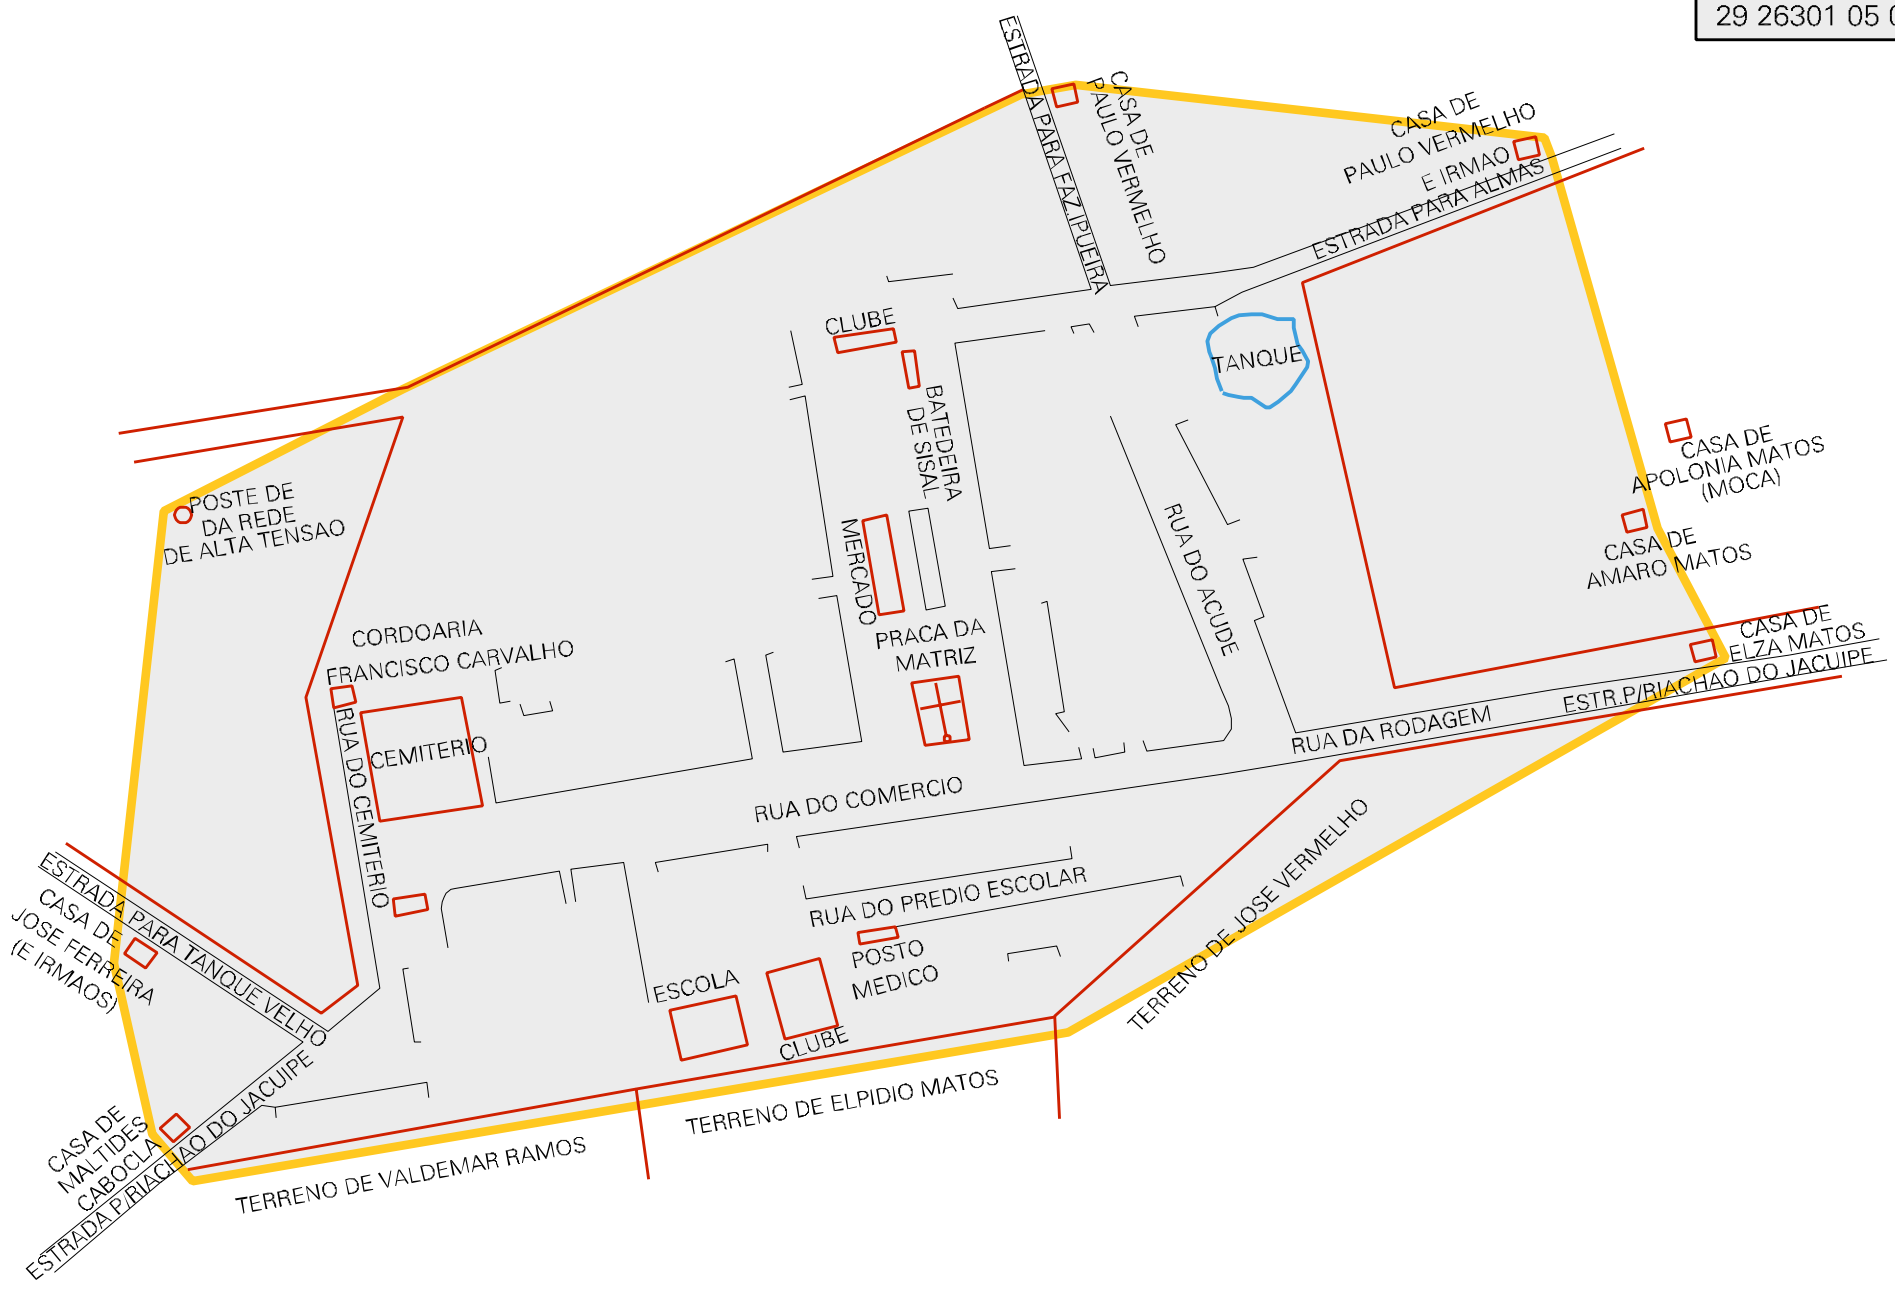 29 26301 05
ESTRADA PARA FAZ.IPUEIRA
CASA DE
PAULO VERMELHO
CASA DE
PAULO VERMELHO
E IRMAO
ESTRADA PARA ALMAS
CLUBE
TANQUE
BATEDEIRA
DE SISAL
CASA DE
APOLONIA MATOS
(MOCA)
POSTE DE
DA REDE
DE ALTA TENSAO
MERCADO
RUA DO ACUDE
CASA DE
AMARO MATOS
PRACA DA
MATRIZ
CORDOARIA
FRANCISCO CARVALHO
CASA DE
ELZA MATOS
ESTR.P/RIACHAO DO JACUIPE
RUA DA RODAGEM
CEMITERIO
RUA DO CEMITERIO
RUA DO COMERCIO
TERRENO DE JOSE VERMELHO
RUA DO PREDIO ESCOLAR
ESTRADA PARA TANQUE VELHO
CASA DE
JOSE FERREIRA
(E IRMAOS)
POSTO
MEDICO
ESCOLA
CLUBE
CASA DE
MALTIDES
CABOCLA
ESTRADA P/RIACHAO DO JACUIPE
TERRENO DE ELPIDIO MATOS
TERRENO DE VALDEMAR RAMOS